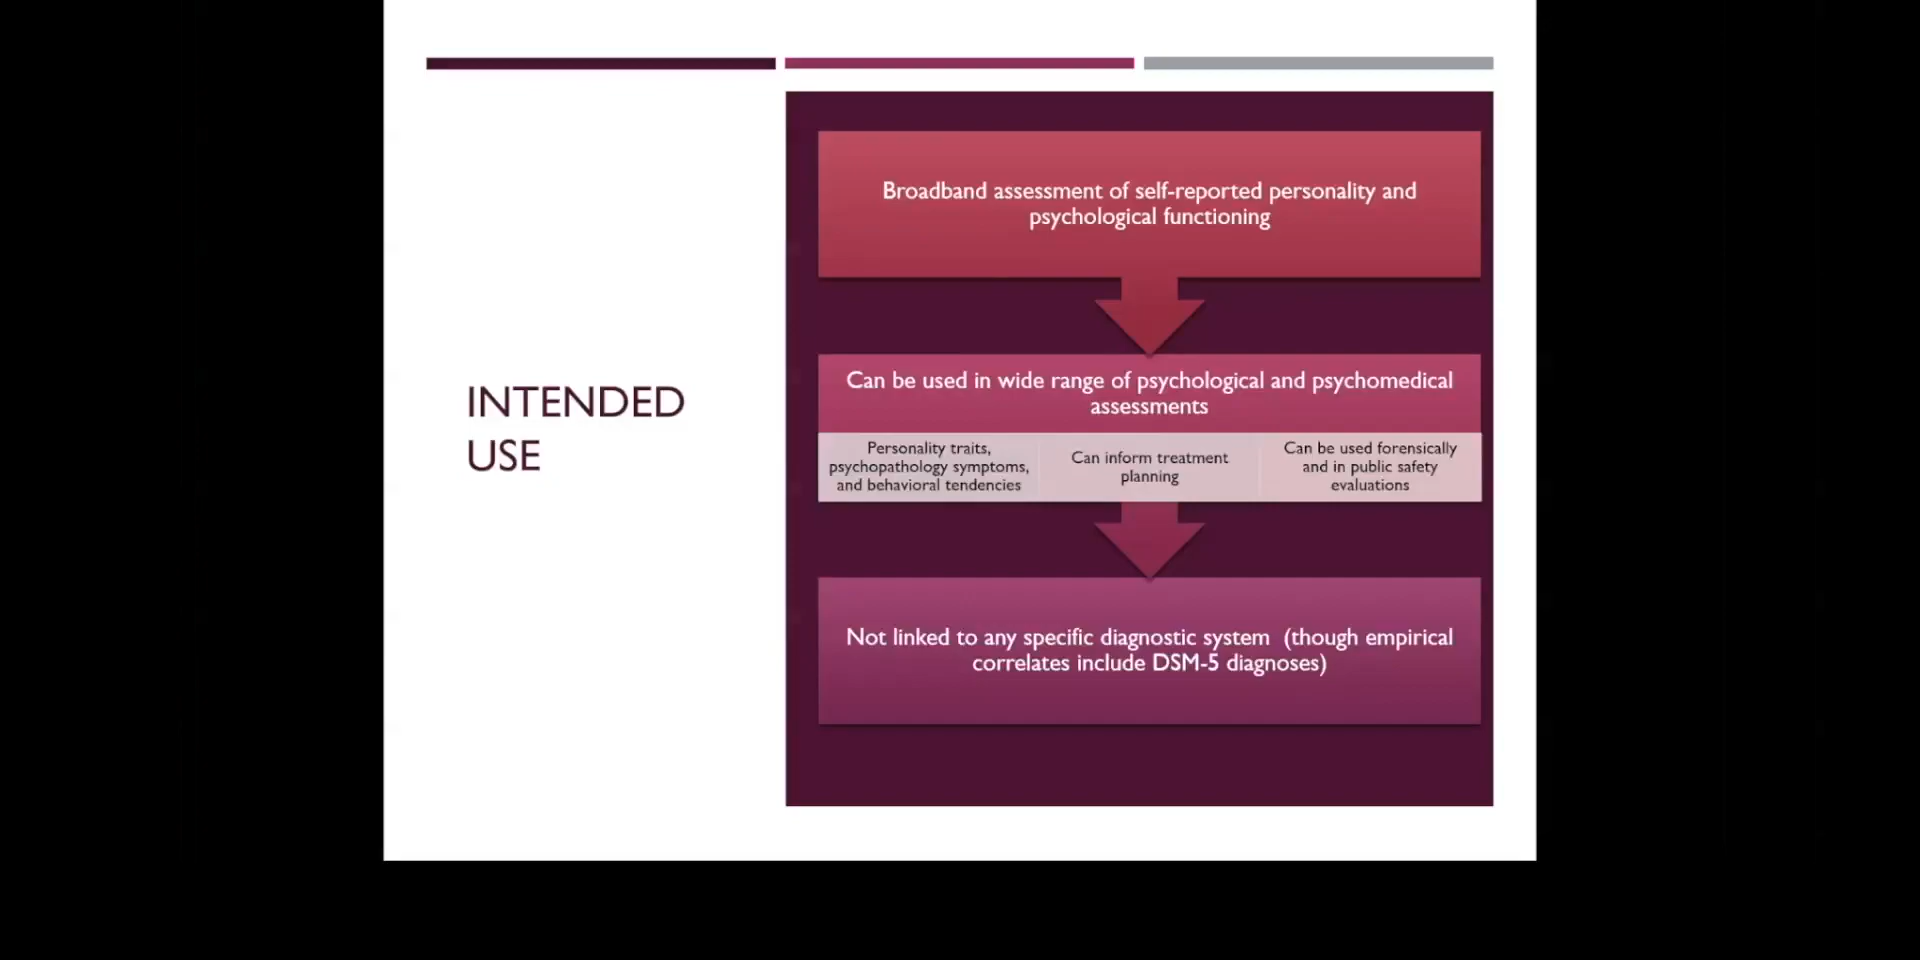 INTENDED
USE
Broadband assessment of self-reported personality and
psychological functioning
Can be used in wide range of psychological and psychomedical
assessments
Personality traits,
psychopathology symptoms,
and behavioral tendencies
Can inform treatment
planning
Can be used forensically
and in public safety
evaluations
Not linked to any specific diagnostic system (though empirical
correlates include DSM-5 diagnoses)